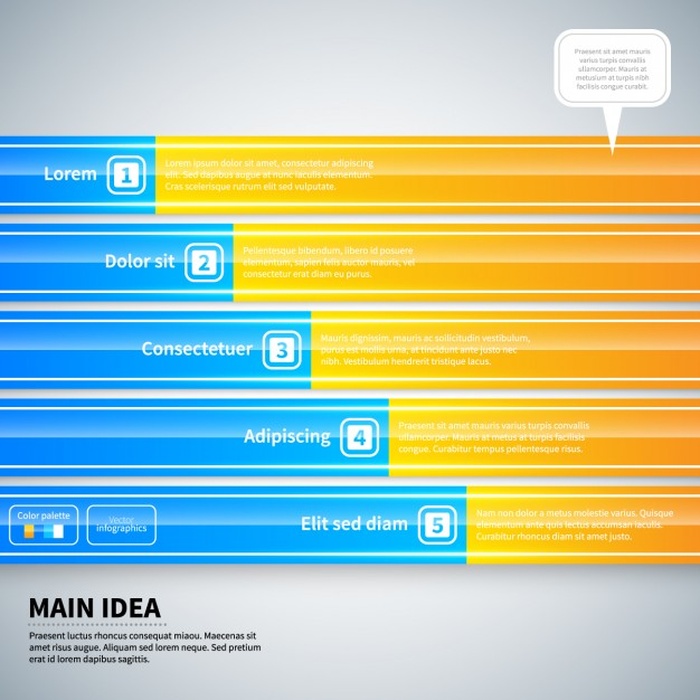 Praesent sit amet mauris
varius turpis convallis
ullamcorper. Mauris at
metusium at turpis nibh
facilisis congue curabit.
Lorem 1
Lorem ipsum dolor sit amet, consectetur adipiscing
elit. Sed dapibus augue at nunc iaculis elementum.
Cras scelerisque rutrum elit sed vulputate.
Dolor sit 2
Pellentesque bibendum, libero id posuere
elementum, sapien felis auctor mauris, vel
consectetur erat diam eu purus.
Consectetuer 3
Mauris dignissim, mauris ac sollicitudin vestibulum,
purus est mollis urna, at tincidunt ante justo nec
nibh. Vestibulum hendrerit tristique lacus.
Adipiscing 4
Praesent sit amet mauris varius turpis convallis
ullamcorper. Mauris at metus at turpis facilisis
congue. Curabitur tempus pellentesque risus.
Color palette
Vector
infographics
Elit sed diam 5
Nam non dolor a metus molestie varius. Quisque
elementum ante quis lectus accumsan iaculis.
Curabitur rhoncus diam sit amet justo.
MAIN IDEA
Praesent luctus rhoncus consequat miaou. Maecenas sit
amet risus augue. Aliquam sed lorem neque. Sed pretium
erat id lorem dapibus sagittis.